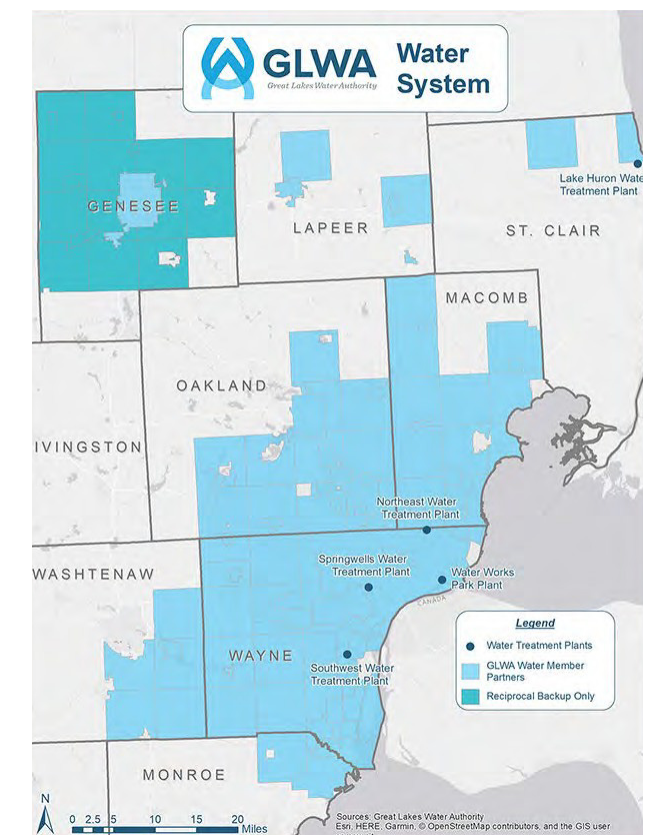 GLWA
Great Lakes Water Authority
Water
System
Lake Huron Wate
Treatment Plant
GENESEE
LAPEER
ST. CLAIR
MACOMB
OAKLAND
IVINGSTON
Northeast Water
Treatment Plant
Springwells Water
Treatment Plant
Water Works
Park Plant
WASHTENAW
CANADA
WAYNE
Southwest Water
Treatment Plant
Legend
Water Treatment Plants
GLWA Water Member
Partners
Reciprocal Backup Only
MONROE
N
0 2.5 5 10 15 20
Miles
Sources: Great Lakes Water Authority
Esri, HERE, Garmin, © OpenStreetMap contributors, and the GIS user